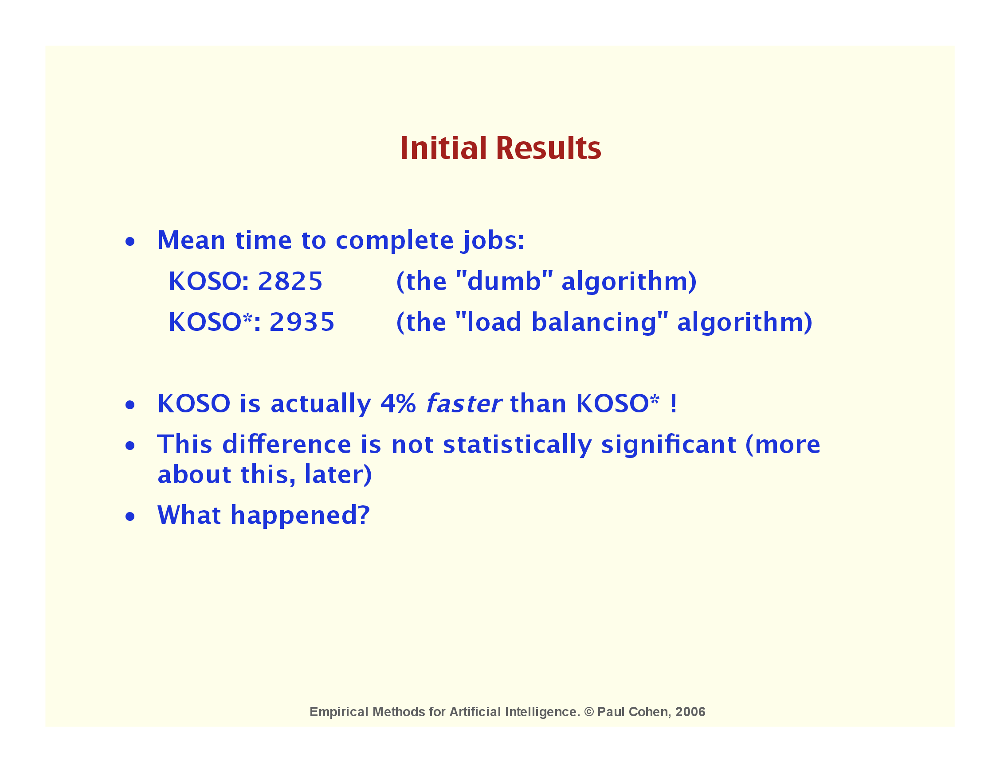 Initial Results
• Mean time to complete jobs:
KOSO: 2825 (the "dumb" algorithm)
KOSO*: 2935 (the "load balancing" algorithm)
• KOSO is actually 4% faster than KOSO* !
• This difference is not statistically significant (more
about this, later)
• What happened?
Empirical Methods for Artificial Intelligence. © Paul Cohen, 2006